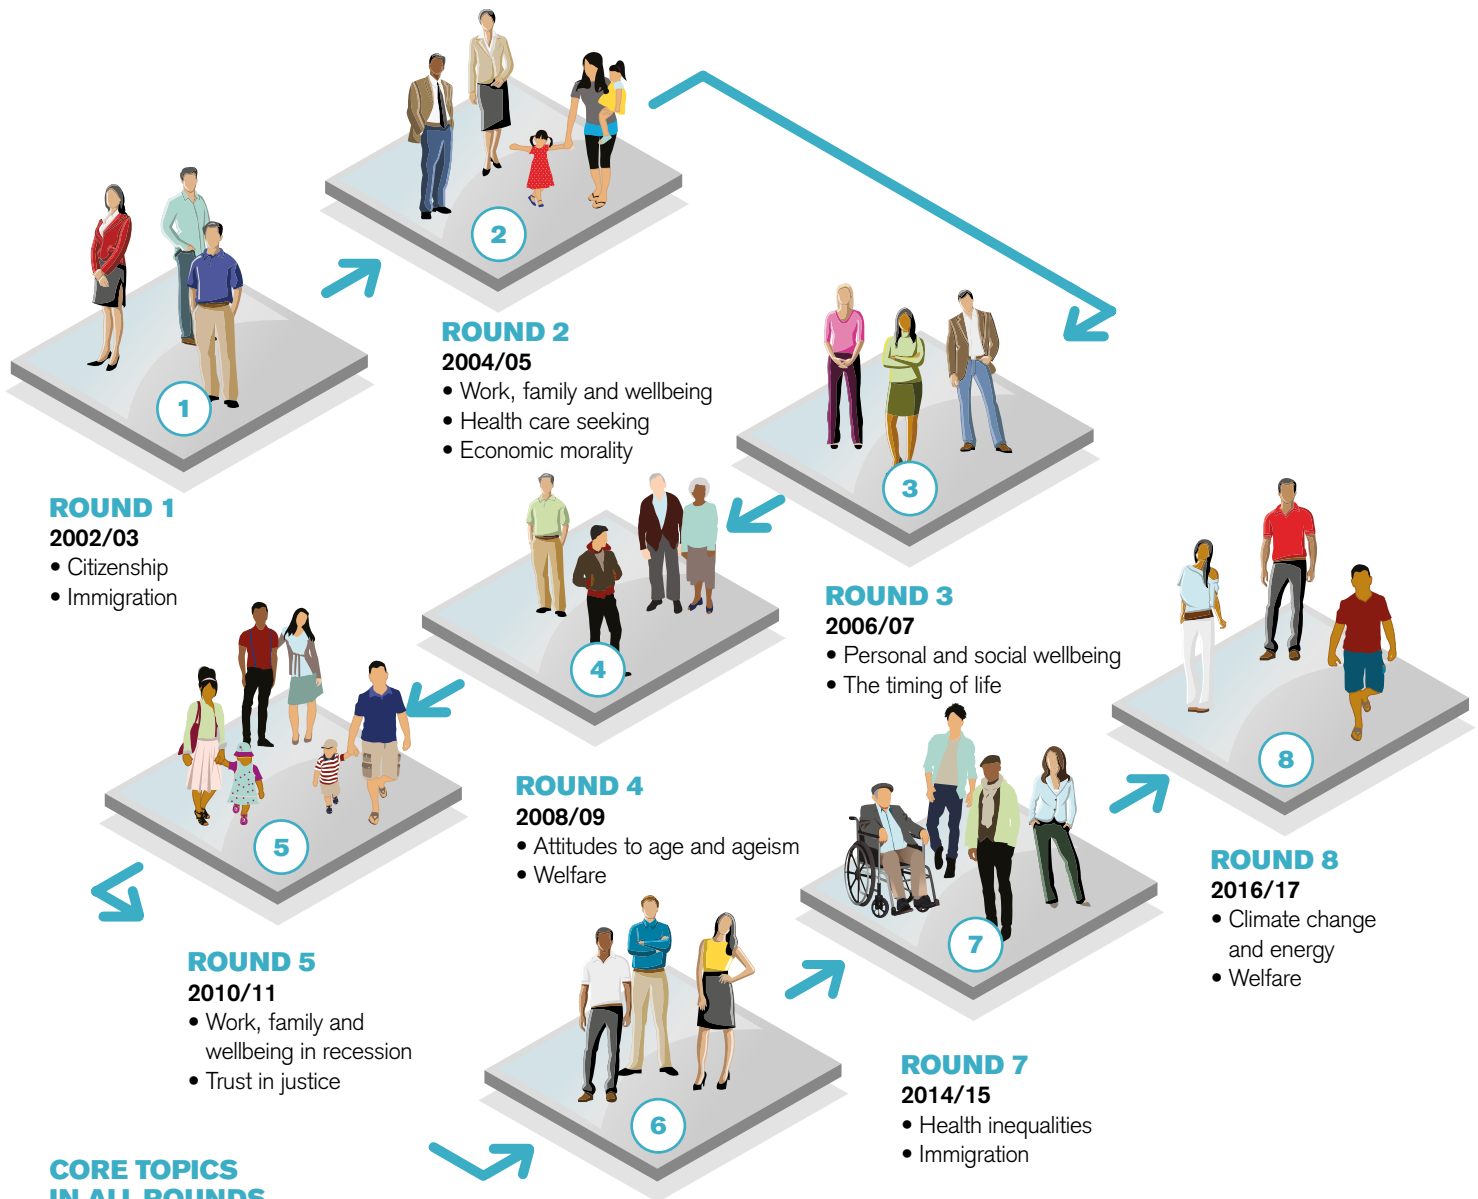 1
ROUND 1
2002/03
• Citizenship
• Immigration
2
ROUND 2
2004/05
• Work, family and wellbeing
• Health care seeking
• Economic morality
3
ROUND 3
2006/07
• Personal and social wellbeing
• The timing of life
4
ROUND 4
2008/09
• Attitudes to age and ageism
• Welfare
5
ROUND 5
2010/11
• Work, family and
wellbeing in recession
• Trust in justice
6
7
ROUND 7
2014/15
• Health inequalities
• Immigration
8
ROUND 8
2016/17
• Climate change
and energy
• Welfare
CORE TOPICS
IN ALL ROUNDS